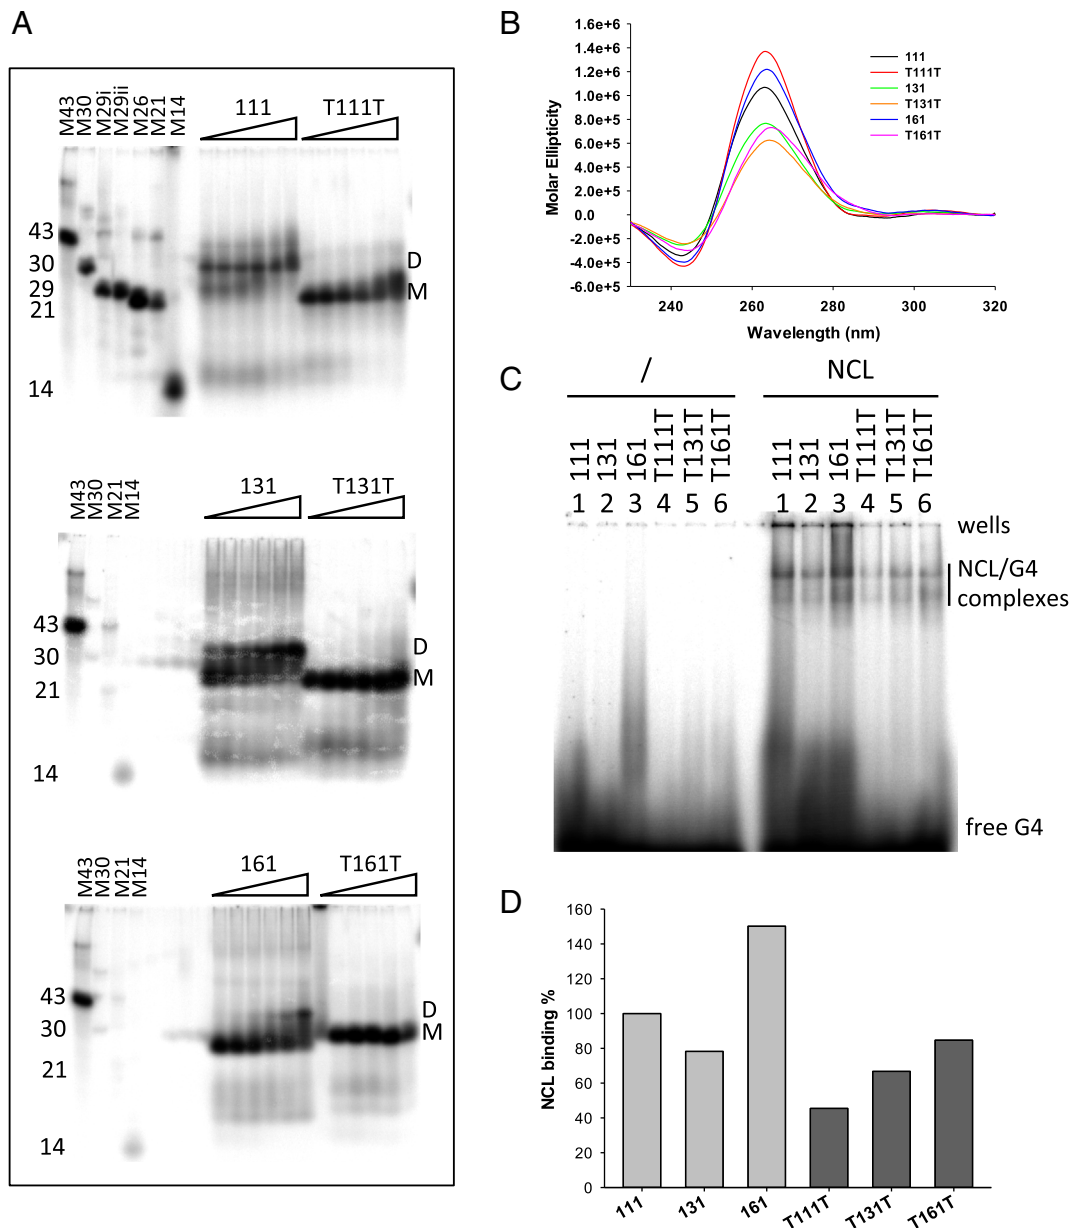 A
M43 M30 M29i M29ii M26 M21 M14
111 T111T
43
30
29
21
14
D
M
M43 M30 M21 M14
131 T131T
43
30
21
14
D
M
M43 M30 M21 M14
161 T161T
43
30
21
14
D
M
B
Molar Ellipticity
1.6e+6
1.4e+6
1.2e+6
1.0e+6
8.0e+5
6.0e+5
4.0e+5
2.0e+5
0.0
-2.0e+5
-4.0e+5
-6.0e+5
240 260 280 300 320
Wavelength (nm)
111
T111T
131
T131T
161
T161T
C
/ NCL
111 131 161 T111T T131T T161T 111 131 161 T111T T131T T161T
1 2 3 4 5 6 1 2 3 4 5 6
wells
NCL/G4
complexes
free G4
D
NCL binding %
160
140
120
100
80
60
40
20
0
111 131 161 T111T T131T T161T